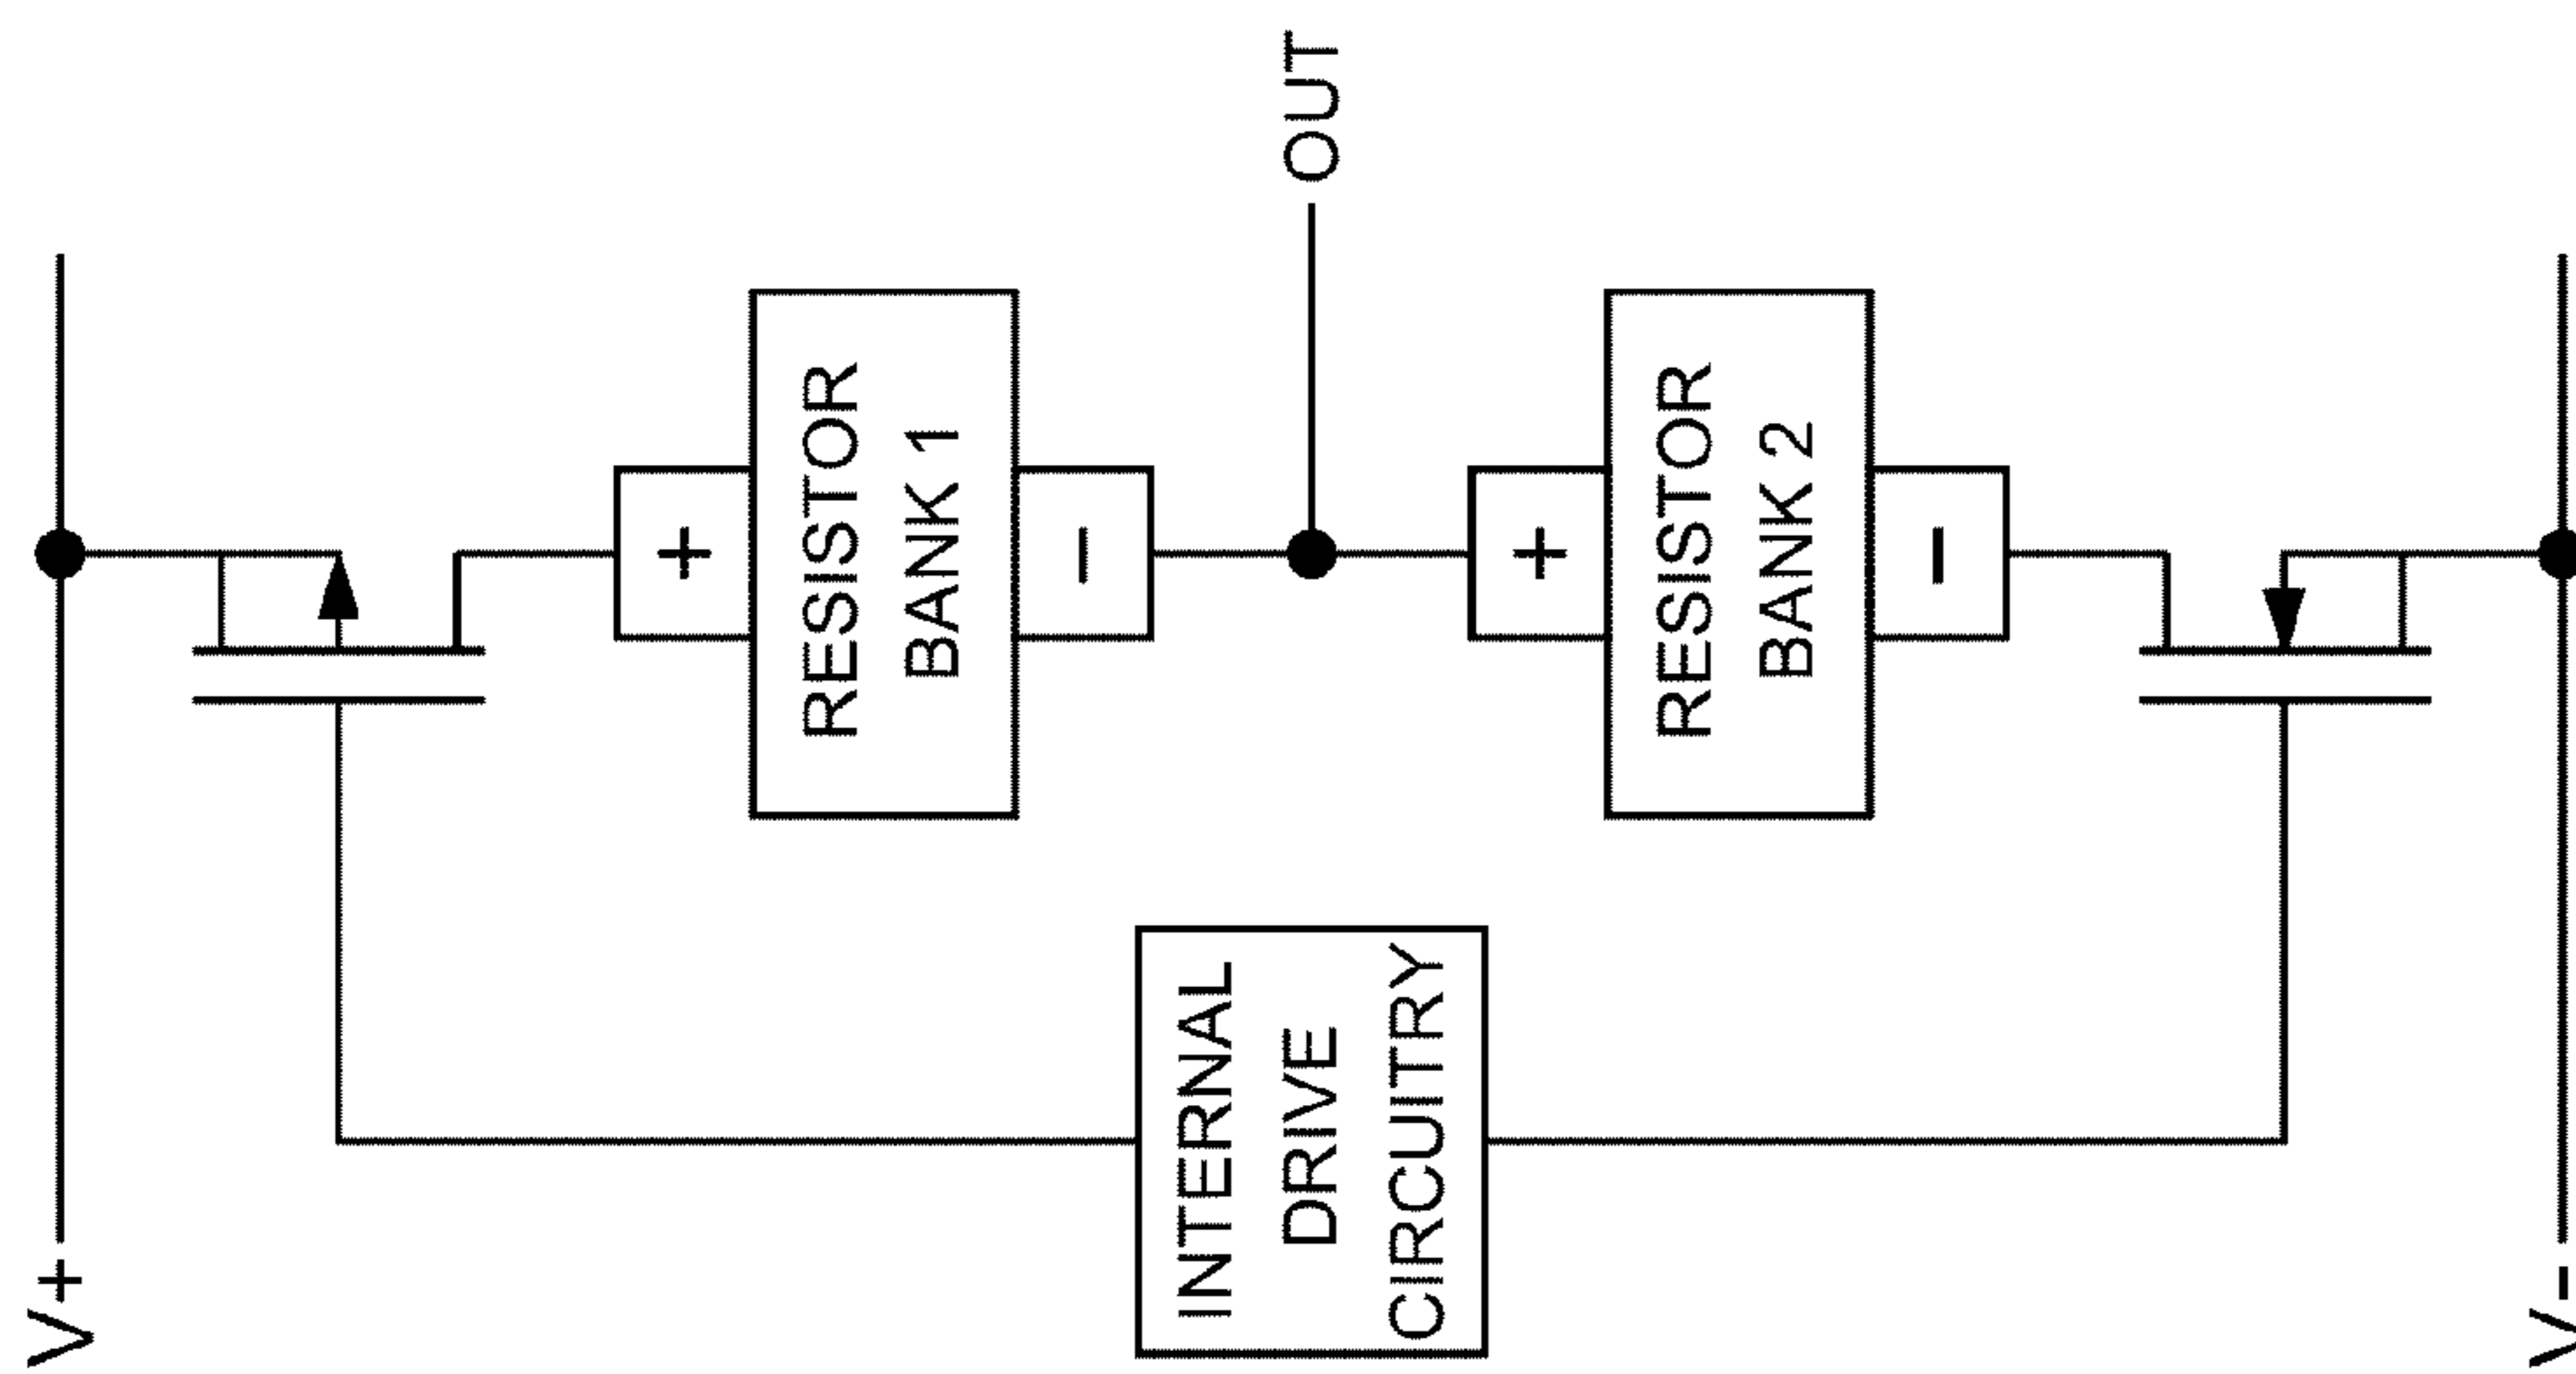 V+
+
RESISTOR
BANK 1
–
OUT
+
RESISTOR
BANK 2
–
INTERNAL
DRIVE
CIRCUITRY
V-